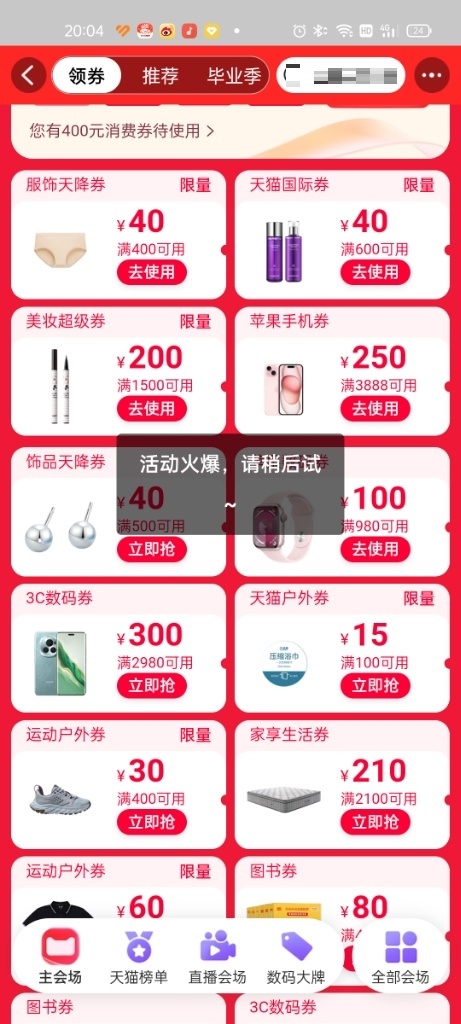 20:04
HD
4G
24
领券
推荐
毕业季
您有400元消费券待使用 >
服饰天降券
限量
¥40
满400可用
去使用
天猫国际券
限量
¥40
满600可用
去使用
美妆超级券
限量
¥200
满1500可用
去使用
苹果手机券
¥250
满3888可用
去使用
活动火爆，请稍后试
~
饰品天降券
¥40
满500可用
立即抢
¥100
满980可用
去使用
3C数码券
¥300
满2980可用
立即抢
天猫户外券
限量
¥15
满100可用
立即抢
压缩浴巾
运动户外券
限量
¥30
满400可用
立即抢
家享生活券
¥210
满2100可用
立即抢
运动户外券
限量
¥60
图书券
¥80
主会场
天猫榜单
直播会场
数码大牌
全部会场
图书券
3C数码券